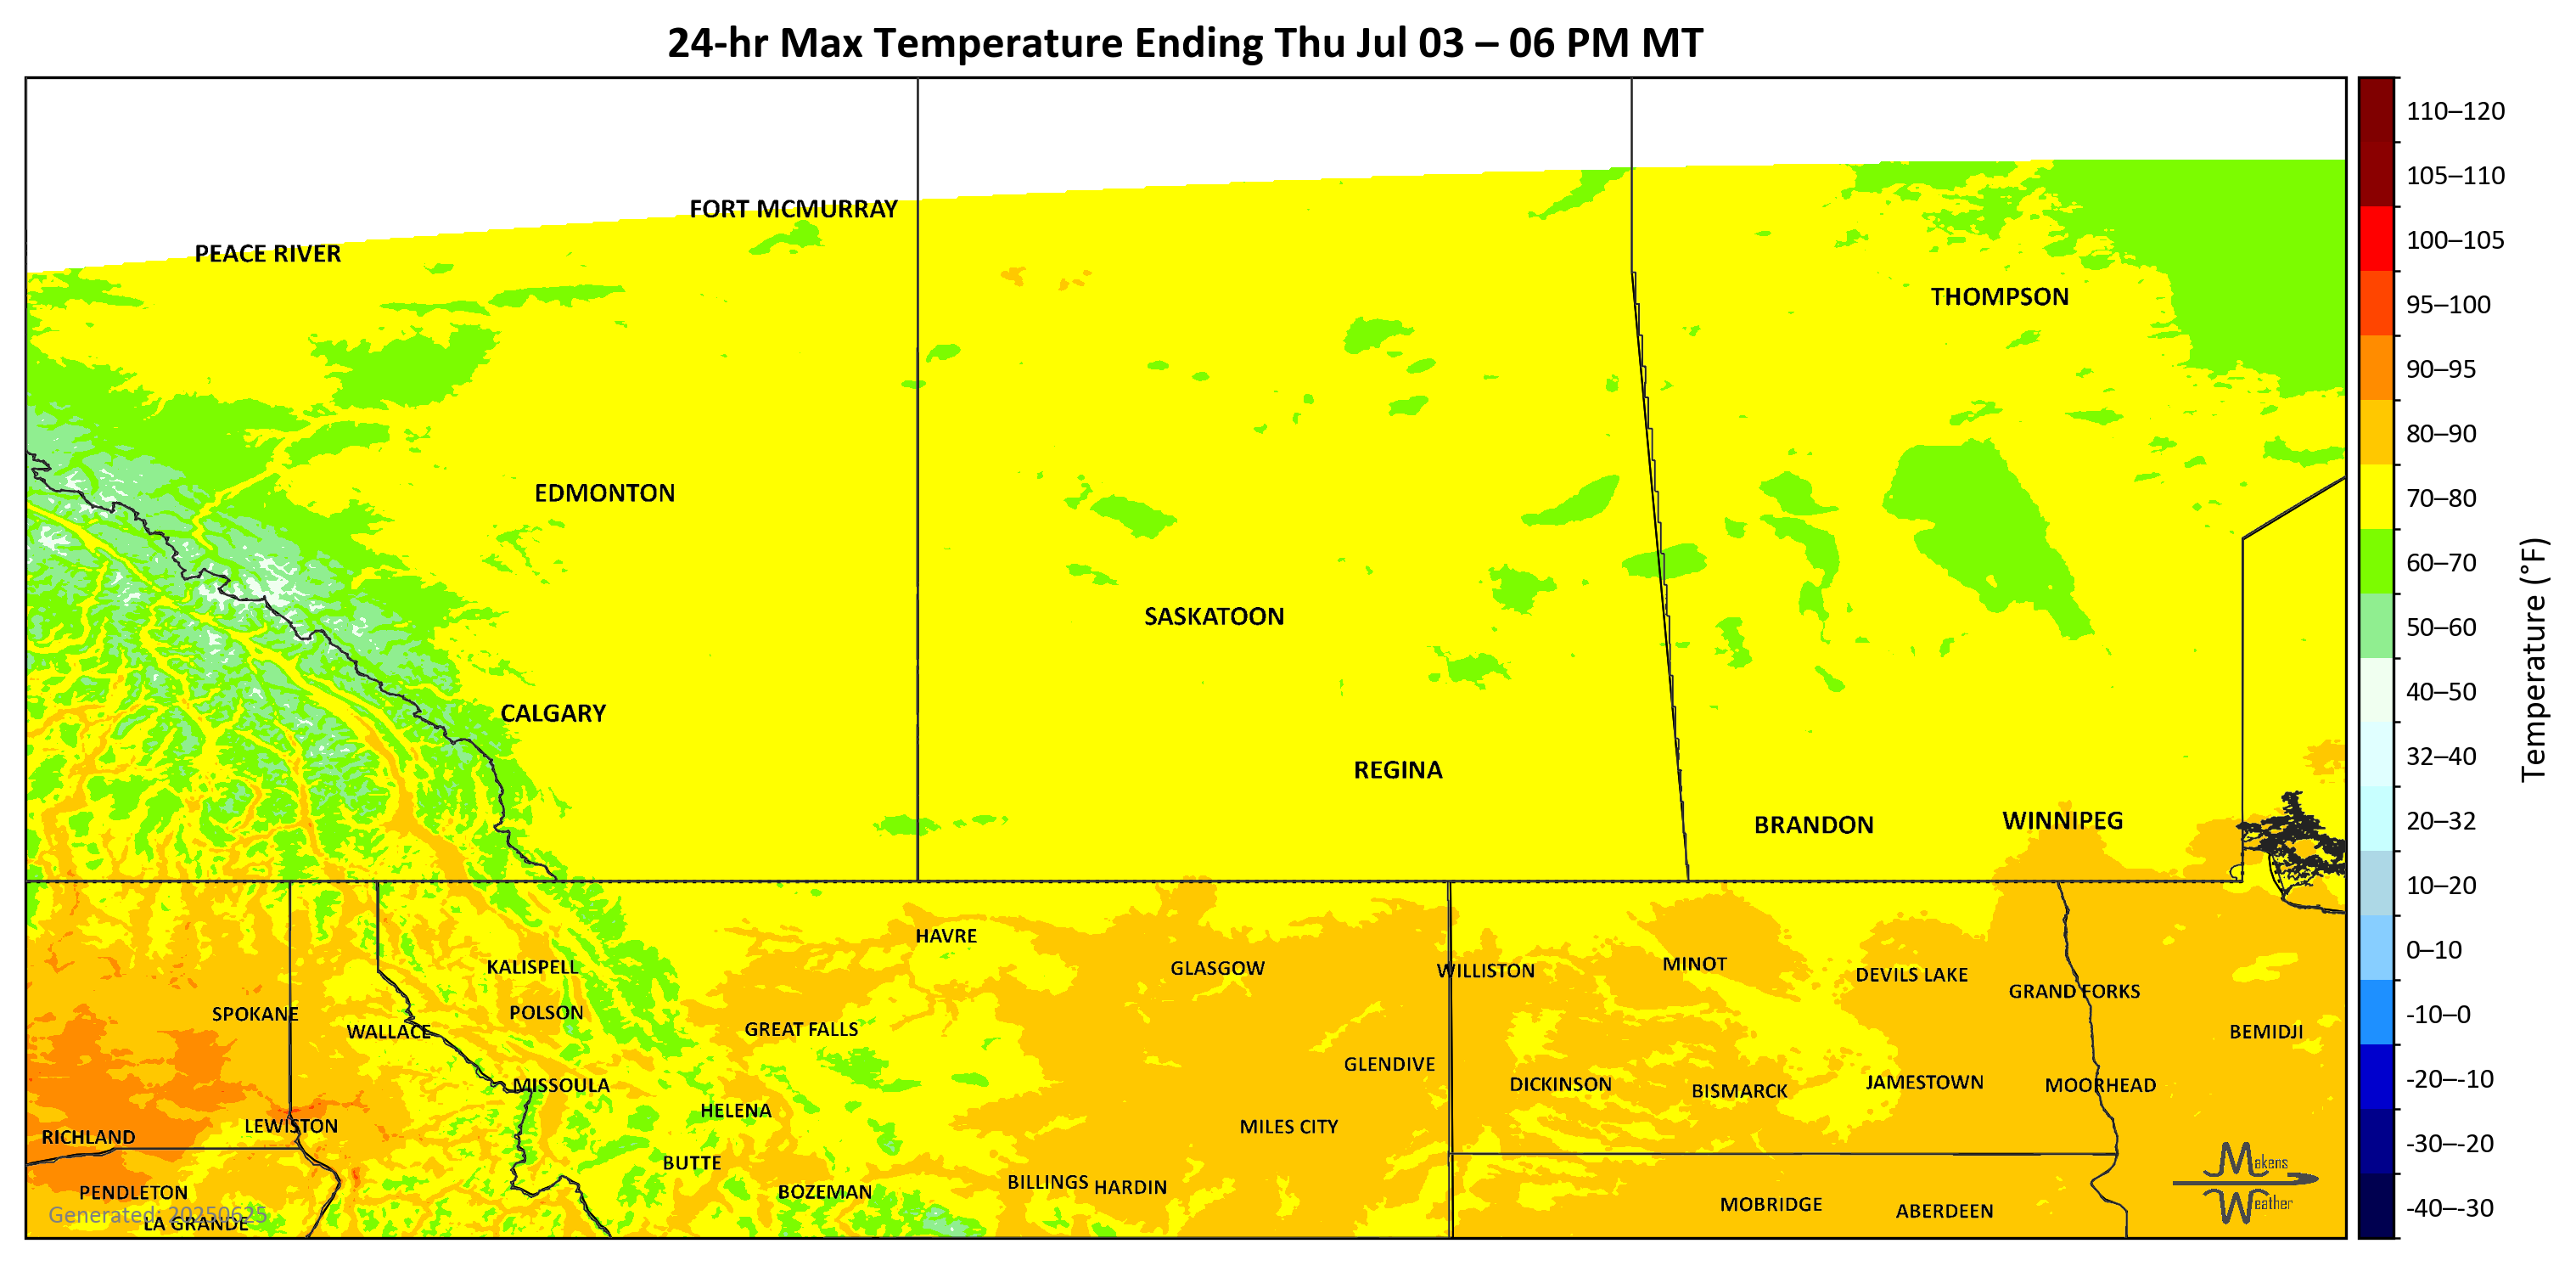 24-hr Max Temperature Ending Thu Jul 03 – 06 PM MT
FORT MCMURRAY
PEACE RIVER
THOMPSON
EDMONTON
SASKATOON
CALGARY
REGINA
BRANDON
WINNIPEG
HAVRE
KALISPELL
GLASGOW
WILLISTON
MINOT
DEVILS LAKE
GRAND FORKS
SPOKANE
POLSON
WALLACE
GREAT FALLS
BEMIDJI
GLENDIVE
MISSOULA
DICKINSON
BISMARCK
JAMESTOWN
MOORHEAD
HELENA
LEWISTON
MILES CITY
RICHLAND
BUTTE
BILLINGS
HARDIN
PENDLETON
BOZEMAN
MOBRIDGE
ABERDEEN
Generated: 20250625
LA GRANDE
Makens
Weather
110–120
105–110
100–105
95–100
90–95
80–90
70–80
60–70
50–60
40–50
32–40
20–32
10–20
0–10
-10–0
-20–-10
-30–-20
-40–-30
Temperature (°F)